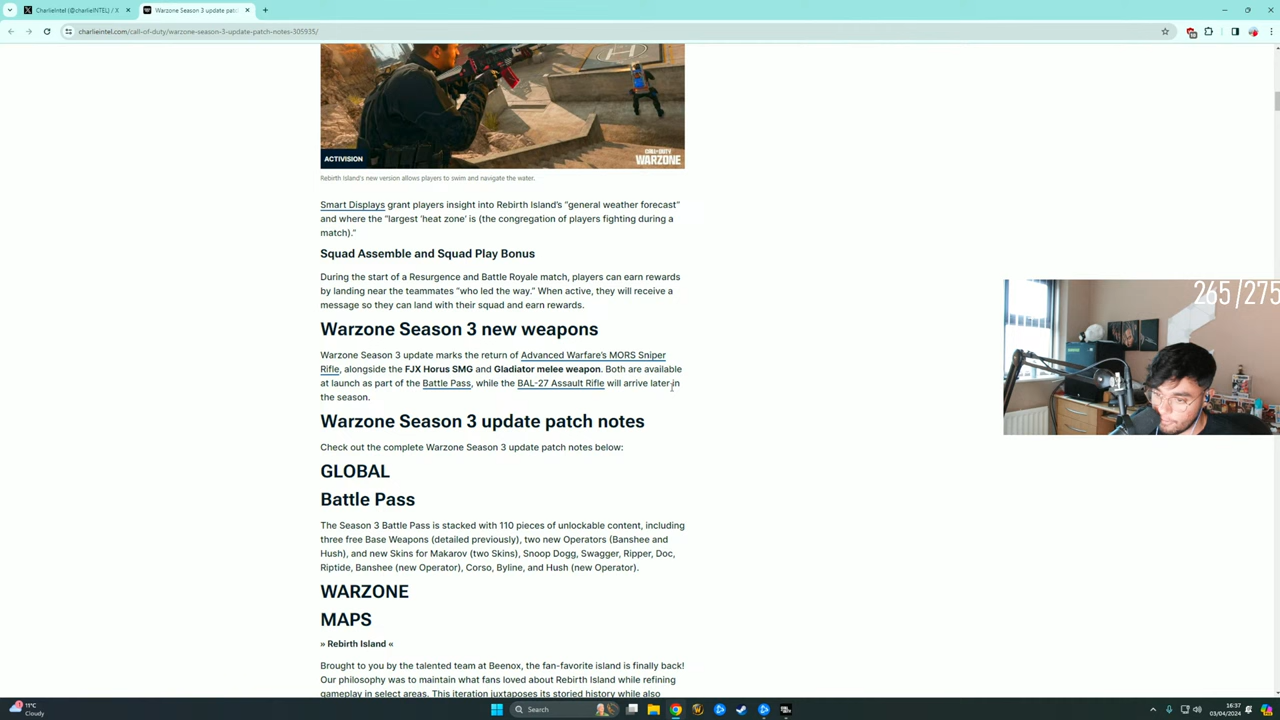 CharlieIntel (@charlieINTEL) / X
Warzone Season 3 update patc
charlieintel.com/call-of-duty/warzone-season-3-update-patch-notes-305935/
ACTIVISION
CALL OF DUTY
WARZONE
Rebirth Island's new version allows players to swim and navigate the water.
Smart Displays grant players insight into Rebirth Island's “general weather forecast”
and where the “largest ‘heat zone’ is (the congregation of players fighting during a
match).”
Squad Assemble and Squad Play Bonus
During the start of a Resurgence and Battle Royale match, players can earn rewards
by landing near the teammates “who led the way.” When active, they will receive a
message so they can land with their squad and earn rewards.
265/275
Warzone Season 3 new weapons
Warzone Season 3 update marks the return of Advanced Warfare's MORS Sniper
Rifle, alongside the FJX Horus SMG and Gladiator melee weapon. Both are available
at launch as part of the Battle Pass, while the BAL-27 Assault Rifle will arrive later in
the season.
Warzone Season 3 update patch notes
Check out the complete Warzone Season 3 update patch notes below:
GLOBAL
Battle Pass
The Season 3 Battle Pass is stacked with 110 pieces of unlockable content, including
three free Base Weapons (detailed previously), two new Operators (Banshee and
Hush), and new Skins for Makarov (two Skins), Snoop Dogg, Swagger, Ripper, Doc,
Riptide, Banshee (new Operator), Corso, Byline, and Hush (new Operator).
WARZONE
MAPS
» Rebirth Island «
Brought to you by the talented team at Beenox, the fan-favorite island is finally back!
Our philosophy was to maintain what fans loved about Rebirth Island while refining
gameplay in select areas. This iteration juxtaposes its storied history while also
11°C
Cloudy
Search
16:37
03/04/2024